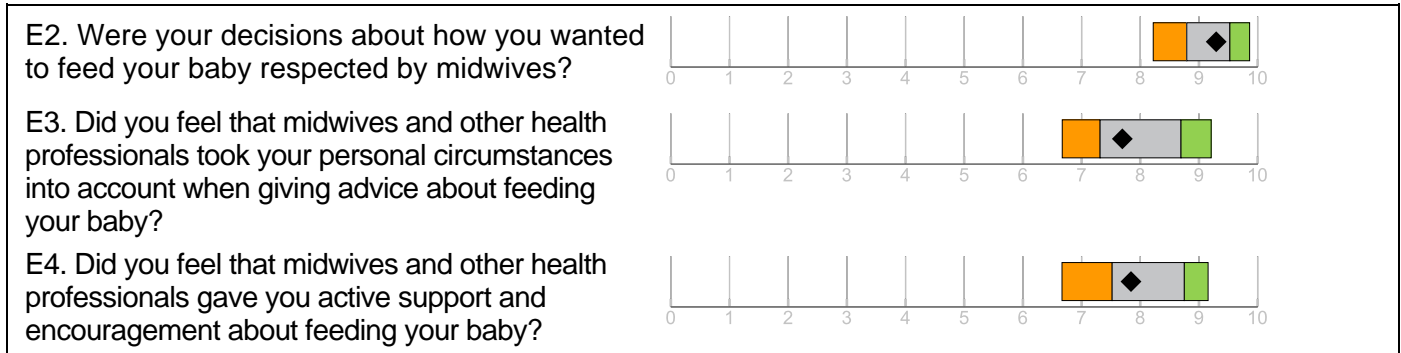 E2. Were your decisions about how you wanted
to feed your baby respected by midwives?
0 1 2 3 4 5 6 7 8 9 10
E3. Did you feel that midwives and other health
professionals took your personal circumstances
into account when giving advice about feeding
your baby?
0 1 2 3 4 5 6 7 8 9 10
E4. Did you feel that midwives and other health
professionals gave you active support and
encouragement about feeding your baby?
0 1 2 3 4 5 6 7 8 9 10